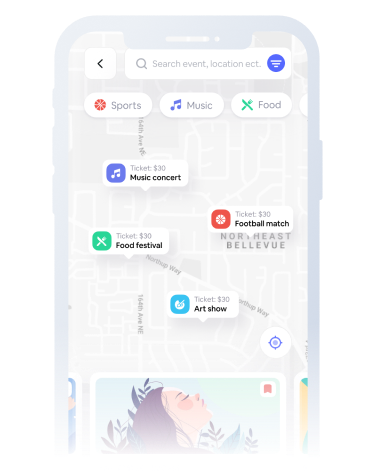 Search event, location ect.
Sports
Music
Food
164th Ave NE
Ticket: $30
Music concert
Ticket: $30
Football match
NORTHEAST
BELLEVUE
Ticket: $30
Food festival
Northup Way
Ticket: $30
Art show
Northup Way
164th Ave NE